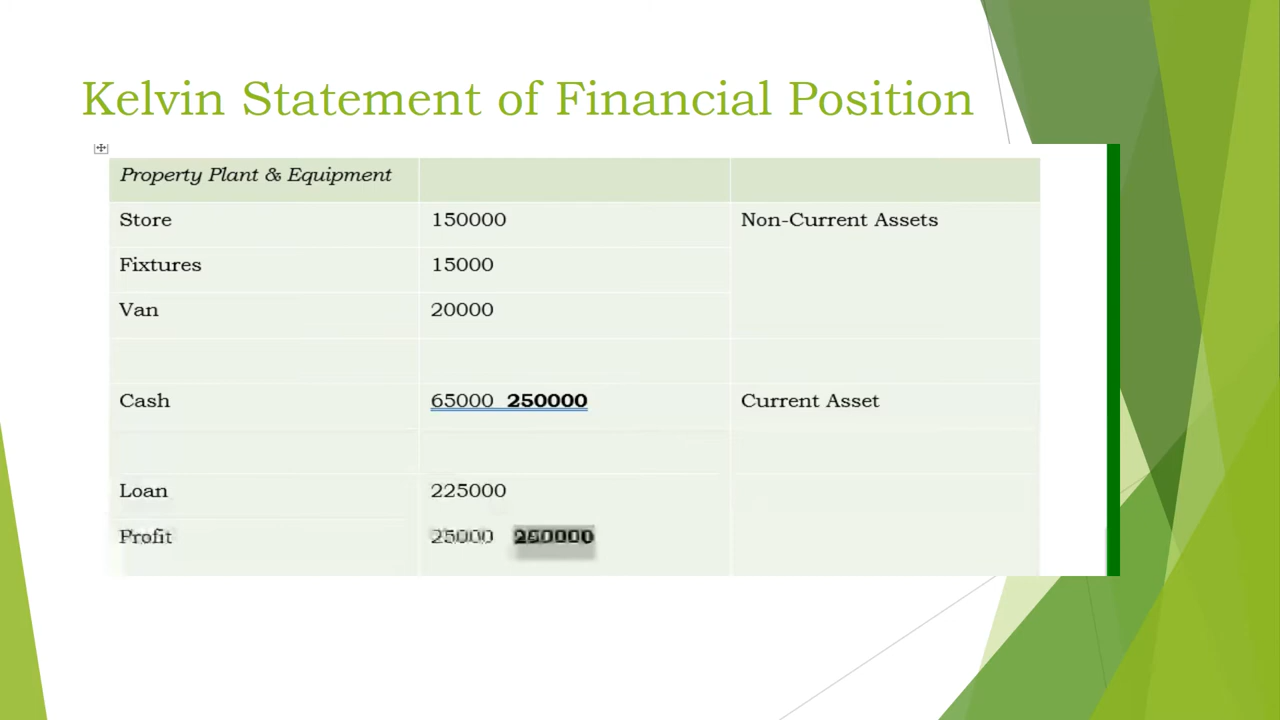 Kelvin Statement of Financial Position
Property Plant & Equipment
Store 150000 Non-Current Assets
Fixtures 15000
Van 20000
Cash 65000 250000 Current Asset
Loan 225000
Profit 25000 250000